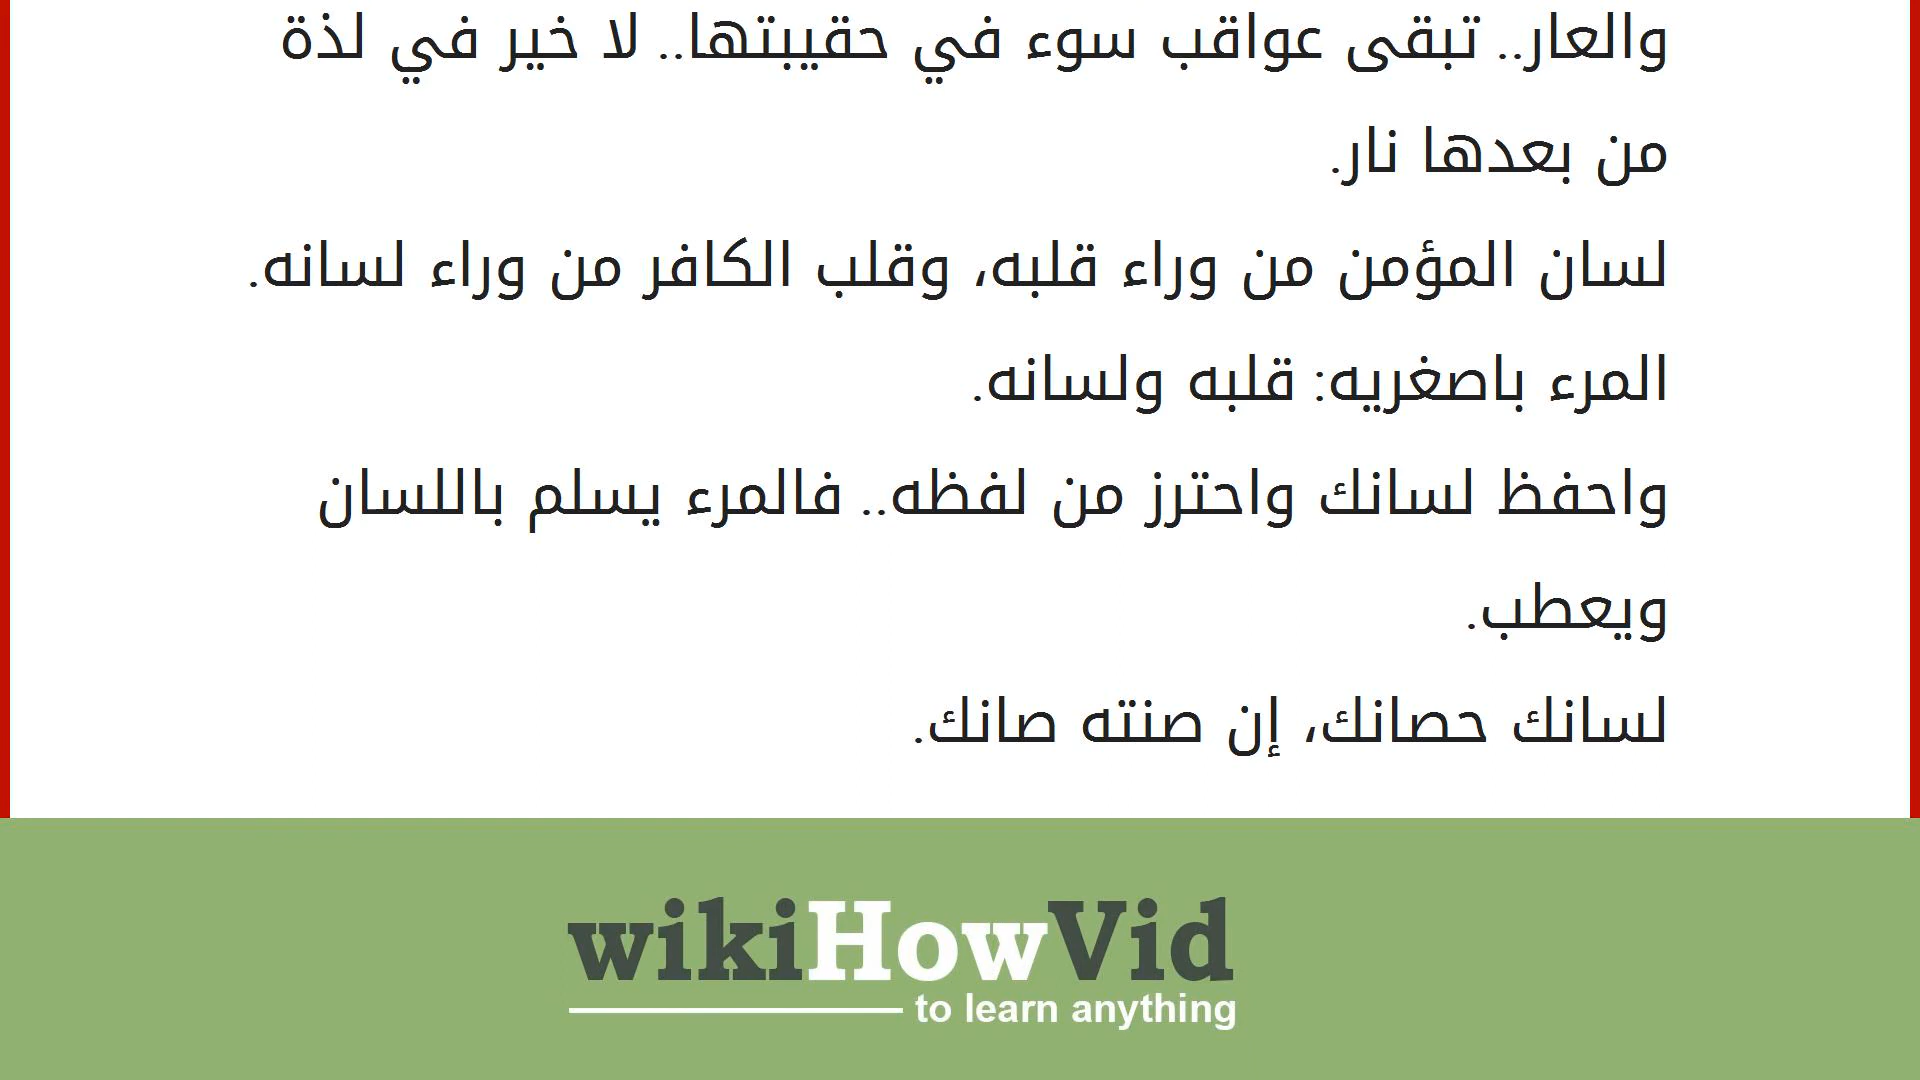 والعار.. تبقى عواقب سوء في حقيبتها.. لا خير في لذة
من بعدها نار.
لسان المؤمن من وراء قلبه، وقلب الكافر من وراء لسانه.
المرء باصغريه: قلبه ولسانه.
واحفظ لسانك واحترز من لفظه.. فالمرء يسلم باللسان
ويعطب.
لسانك حصانك، إن صنته صانك.
wikiHowVid
to learn anything